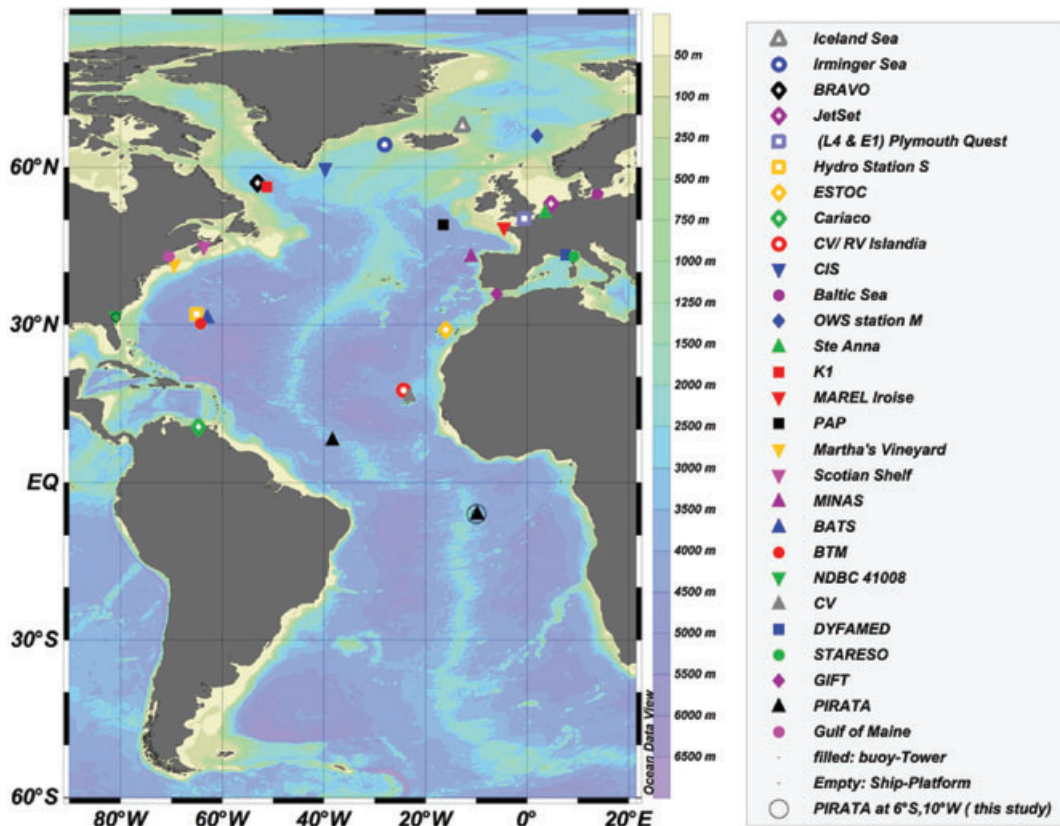 60°N
30°N
EQ
30°S
60°S
80°W
60°W
40°W
20°W
0°
20°E
50 m
100 m
250 m
500 m
750 m
1000 m
1250 m
1500 m
2000 m
2500 m
3000 m
3500 m
4000 m
4500 m
5000 m
5500 m
6000 m
6500 m
Ocean Data View
Iceland Sea
Irminger Sea
BRAVO
JetSet
(L4 & E1) Plymouth Quest
Hydro Station S
ESTOC
Cariaco
CV/ RV Islandia
CIS
Baltic Sea
OWS station M
Ste Anna
K1
MAREL Iroise
PAP
Martha's Vineyard
Scotian Shelf
MINAS
BATS
BTM
NDBC 41008
CV
DYFAMED
STARESO
GIFT
PIRATA
Gulf of Maine
filled: buoy-Tower
Empty: Ship-Platform
PIRATA at 6°S,10°W ( this study)